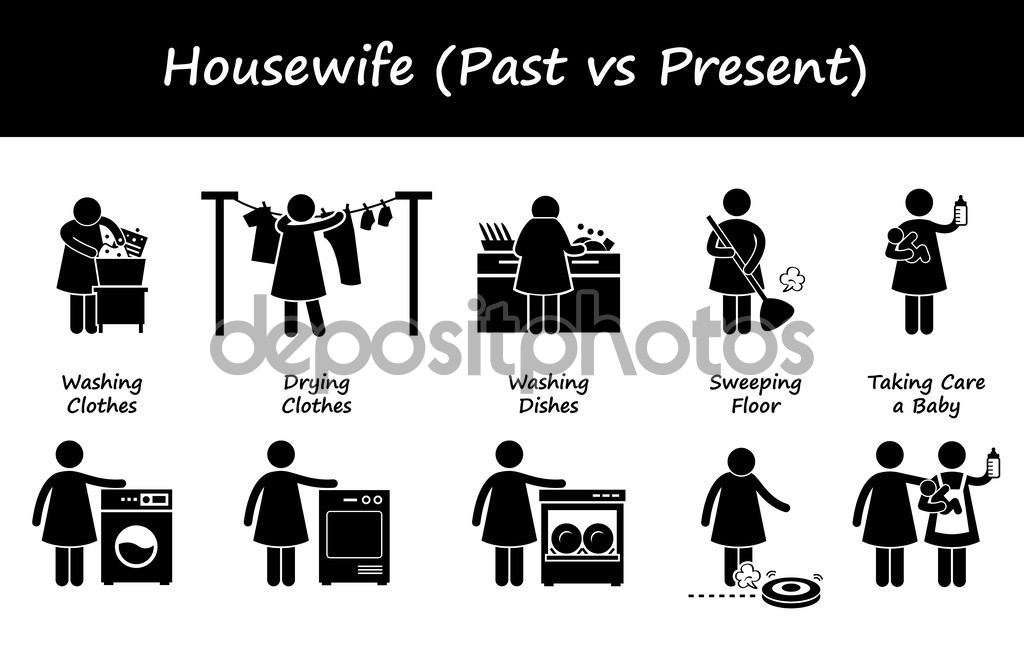 Housewife (Past vs Present)
depositphotos
Washing
Clothes
Drying
Clothes
Washing
Dishes
Sweeping
Floor
Taking Care
a Baby